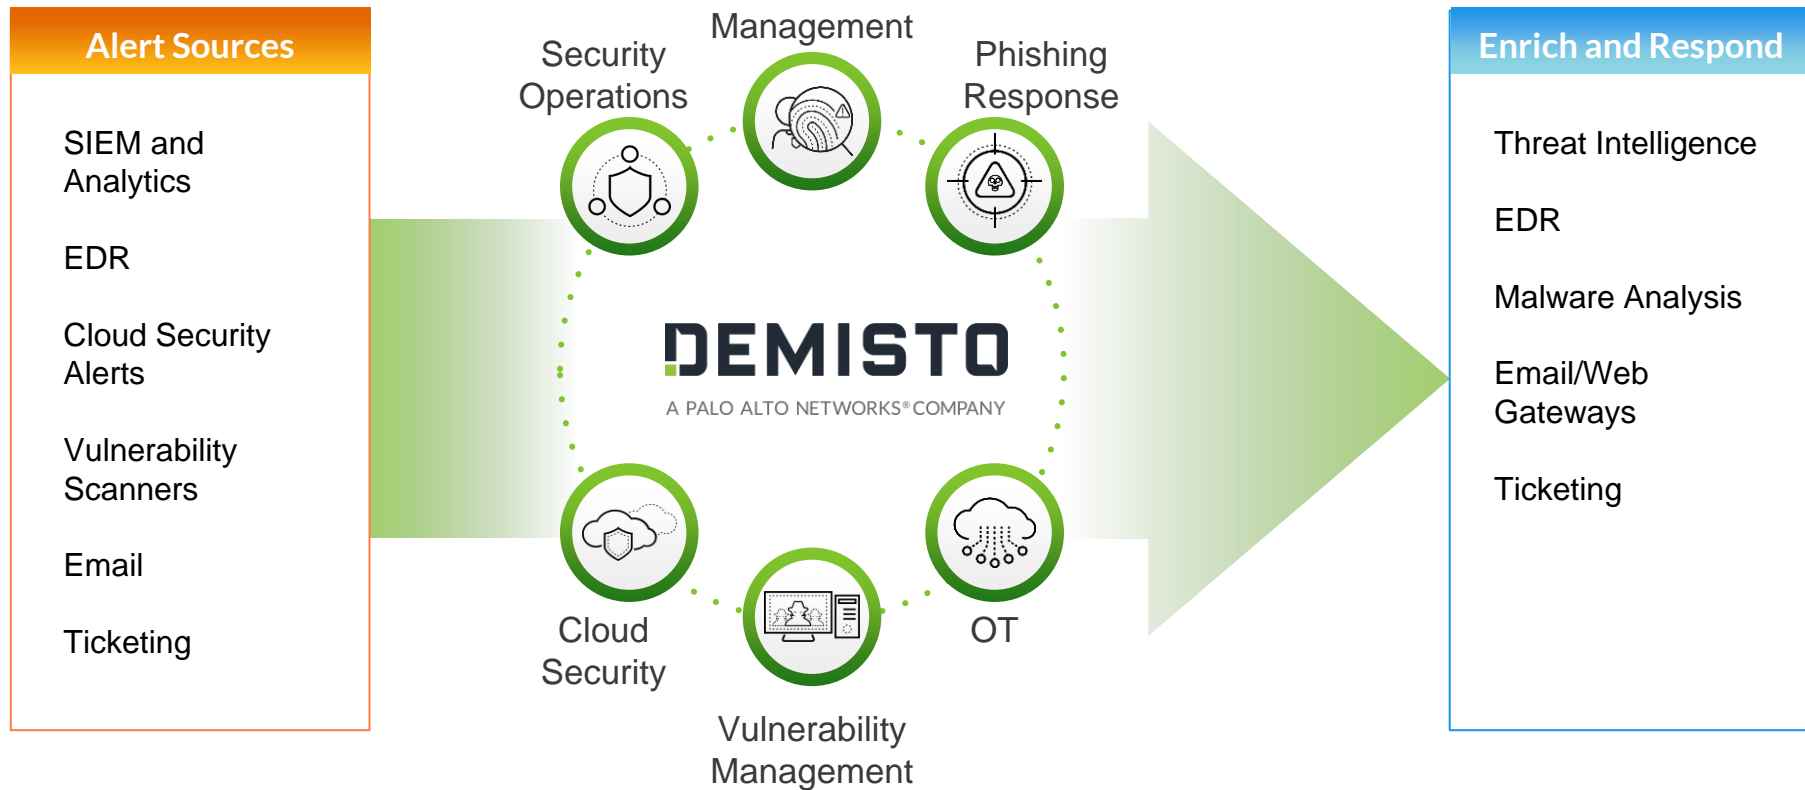 Alert Sources
SIEM and
Analytics
EDR
Cloud Security
Alerts
Vulnerability
Scanners
Email
Ticketing
Security
Operations
Management
Phishing
Response
DEMISTO
A PALO ALTO NETWORKS® COMPANY
Cloud
Security
Vulnerability
Management
OT
Enrich and Respond
Threat Intelligence
EDR
Malware Analysis
Email/Web
Gateways
Ticketing